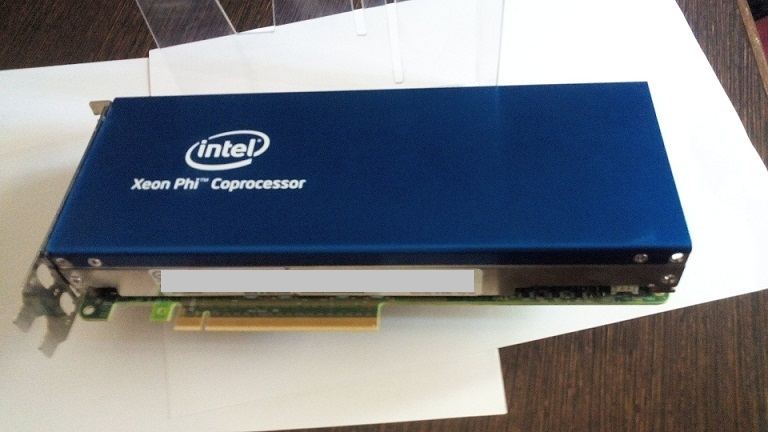 intel
Xeon Phi™ Coprocessor